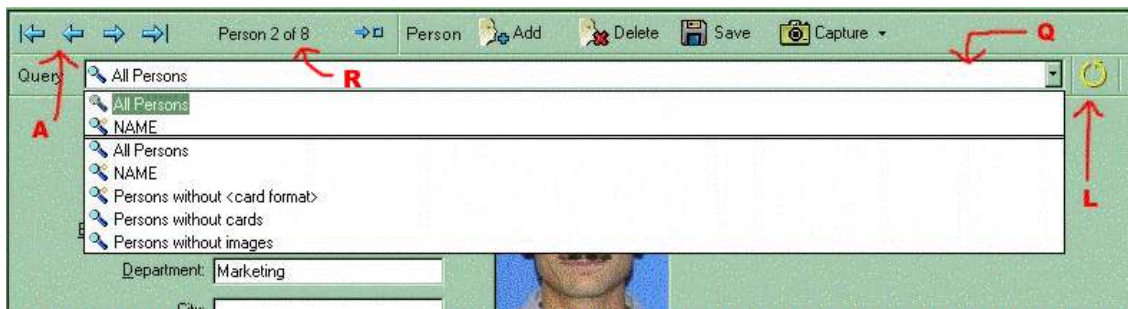 Person 2 of 8 Person Add Delete Save Capture Q
Query All Persons
R
All Persons
A NAME
All Persons
NAME
Persons without <card format> L
Persons without cards
Persons without images
Department: Marketing
City: